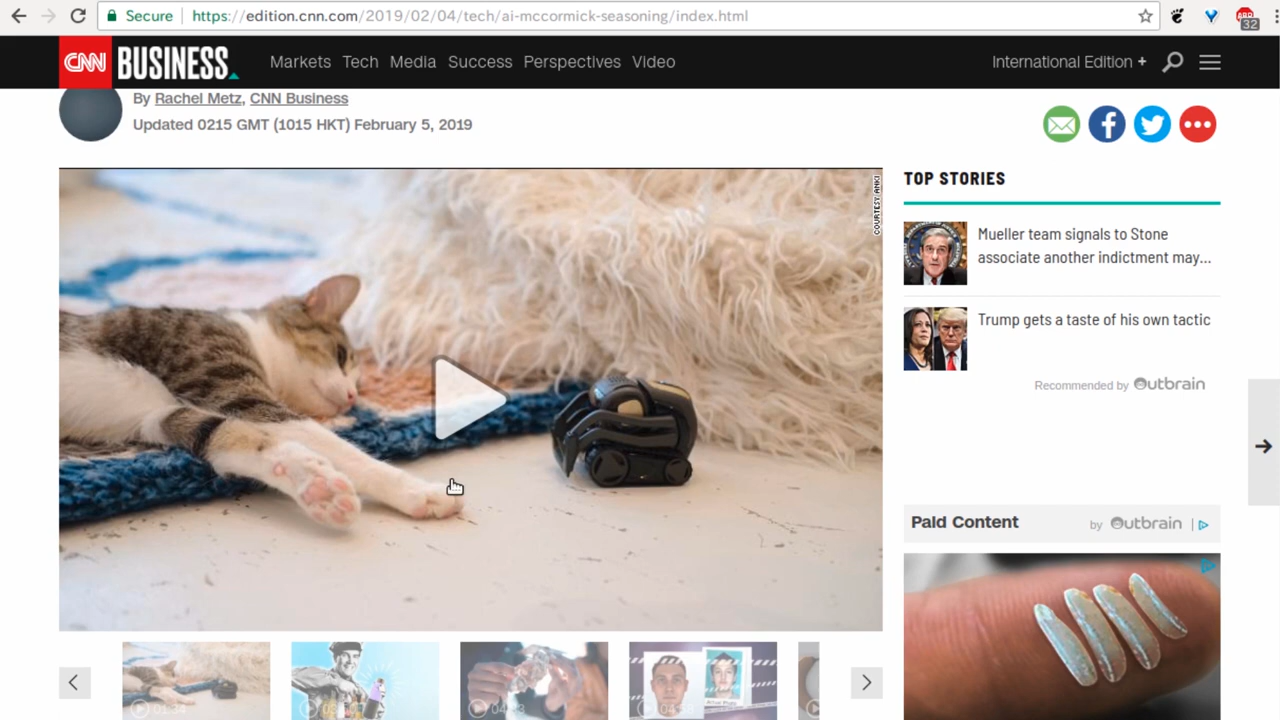 Secure
https://edition.cnn.com/2019/02/04/tech/ai-mccormick-seasoning/index.html
32
CNN BUSINESS
Markets Tech Media Success Perspectives Video
International Edition +
By Rachel Metz, CNN Business
Updated 0215 GMT (1015 HKT) February 5, 2019
COURTESY ANKI
TOP STORIES
Mueller team signals to Stone
associate another indictment may...
Trump gets a taste of his own tactic
Recommended by Outbrain
Paid Content
by Outbrain
01:34